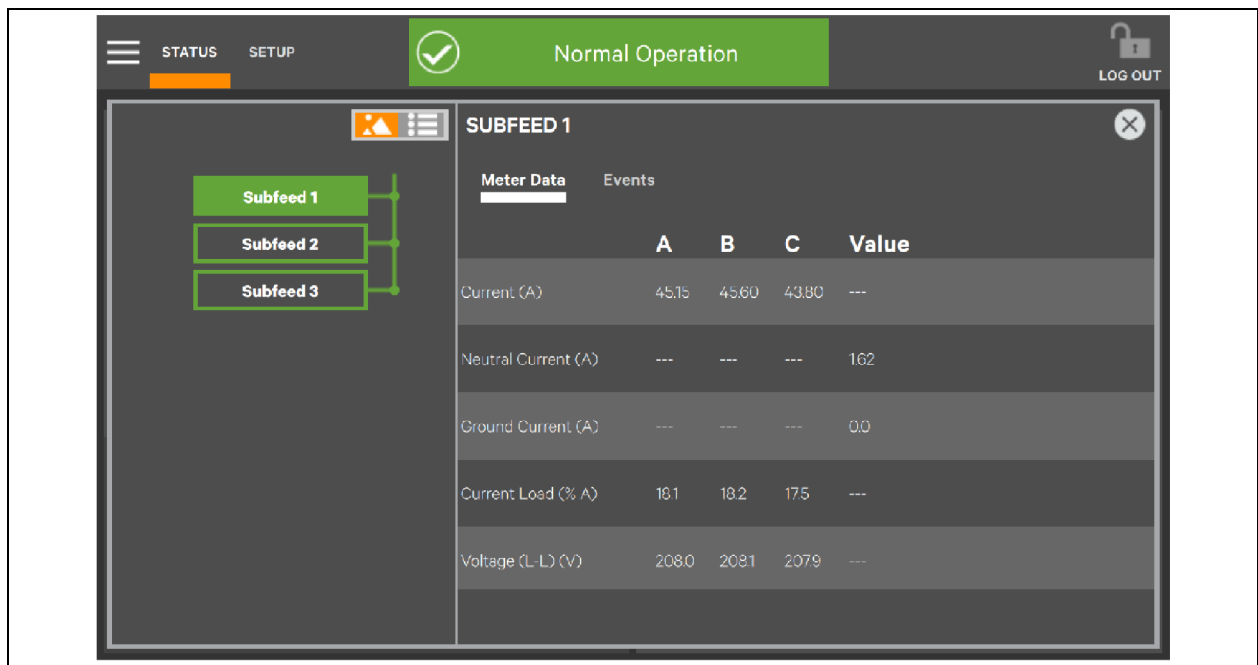 STATUS SETUP Normal Operation LOG OUT
SUBFEED 1
Meter Data Events
Subfeed 1
Subfeed 2
Subfeed 3
A B C Value
Current (A) 45.15 45.60 43.80 ---
Neutral Current (A) --- --- --- 1.62
Ground Current (A) --- --- --- 0.0
Current Load (% A) 18.1 18.2 17.5 ---
Voltage (L-L) (V) 208.0 208.1 207.9 ---